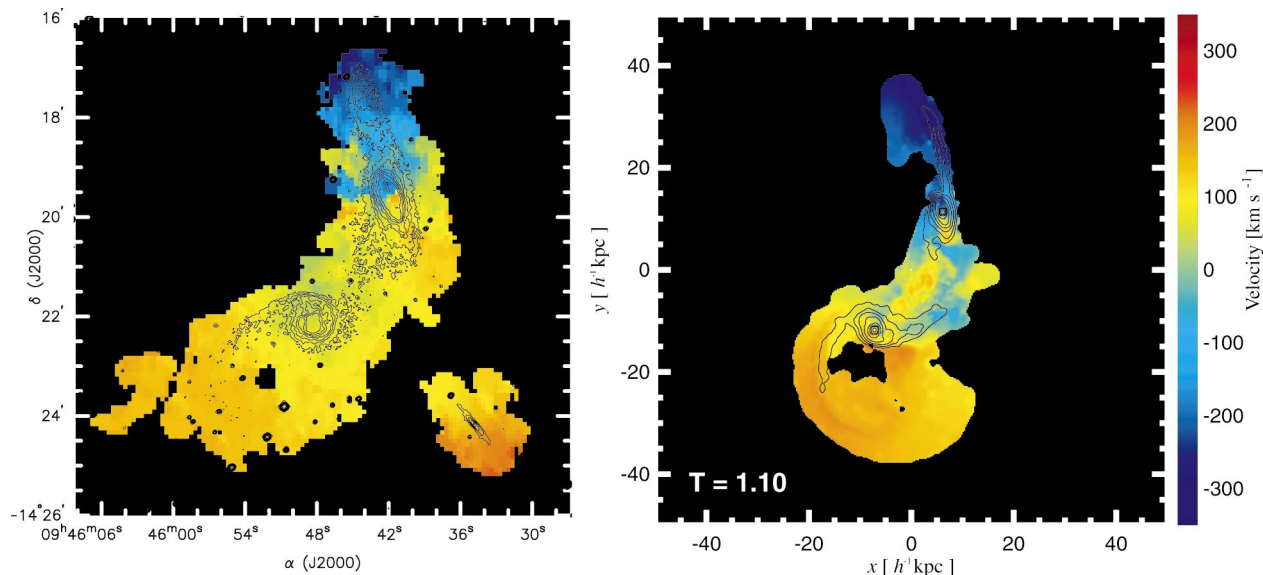 16'
18'
20'
22'
24'
-14° 26'
δ (J2000)
09ʰ46ᵐ06ˢ 46ᵐ00ˢ 54ˢ 48ˢ 42ˢ 36ˢ 30ˢ
α (J2000)
40
20
0
-20
-40
y [ h⁻¹kpc]
T = 1.10
-40 -20 0 20 40
x [ h⁻¹kpc]
300
200
100
0
-100
-200
-300
Velocity [km s⁻¹]